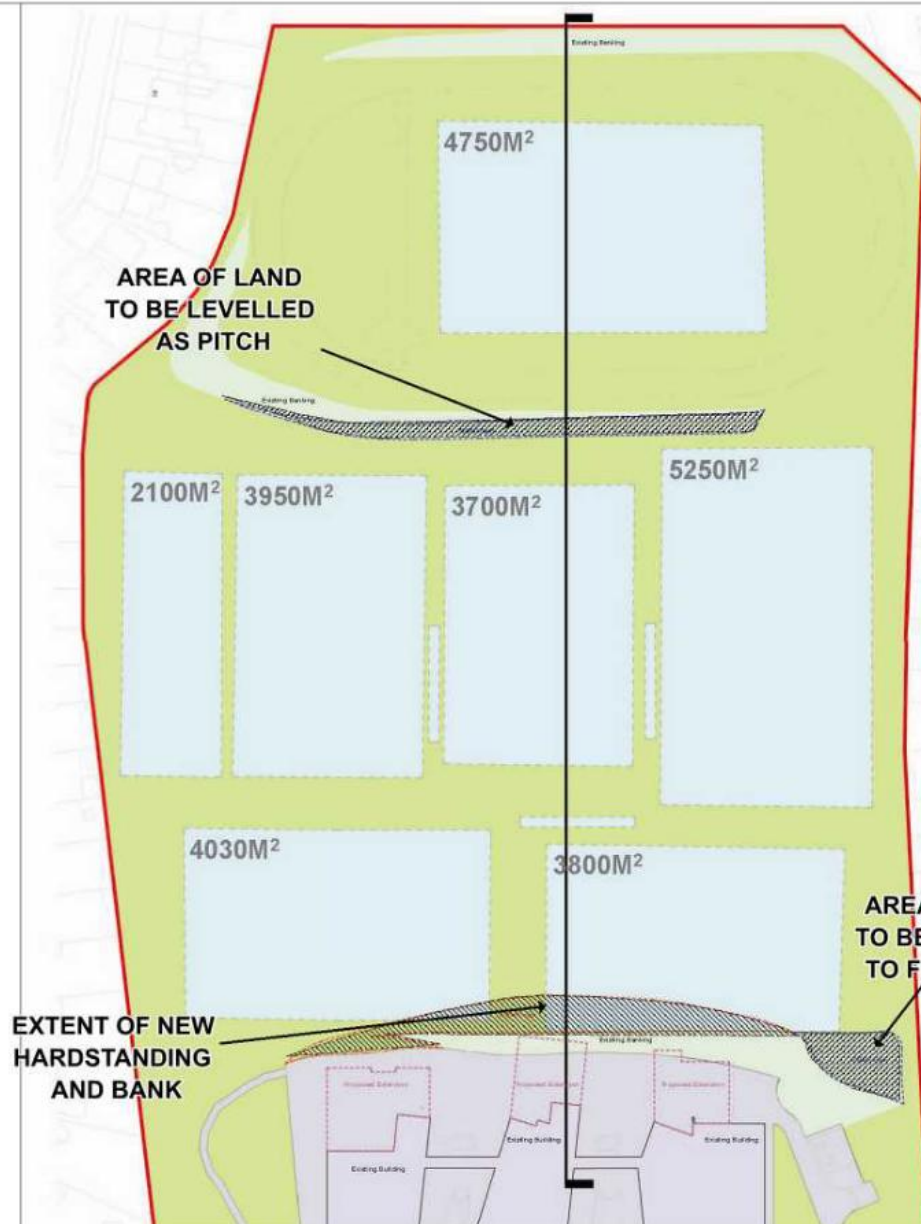 Existing Banking
4750M²
AREA OF LAND
TO BE LEVELLED
AS PITCH
Existing Banking
2100M²
3950M²
3700M²
5250M²
4030M²
3800M²
AREA
TO BE
TO F
EXTENT OF NEW
HARDSTANDING
AND BANK
Existing Banking
Proposed Extension
Proposed Extension
Proposed Extension
Existing Building
Existing Building
Existing Building